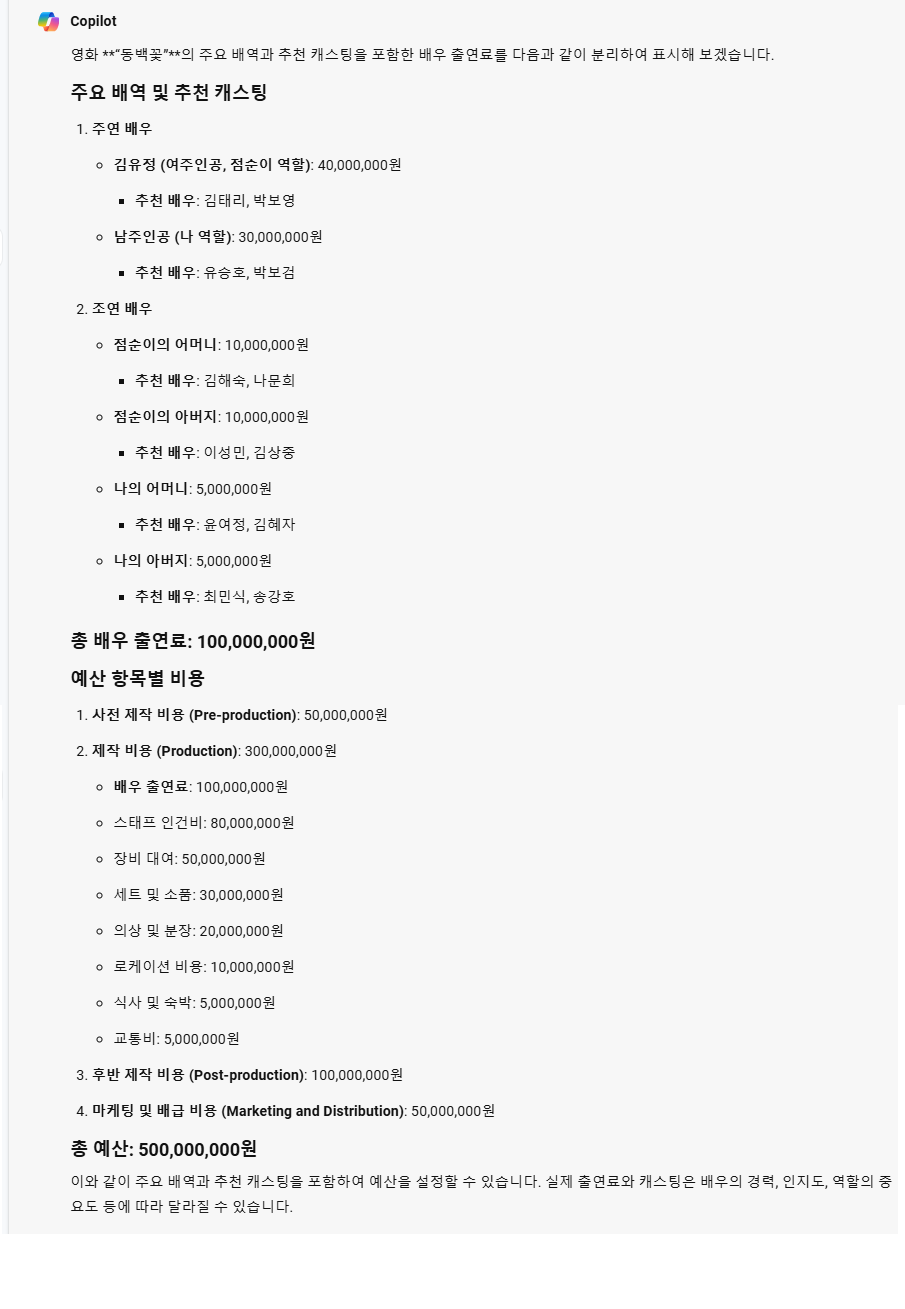 Copilot
영화 **“동백꽃”**의 주요 배역과 추천 캐스팅을 포함한 배우 출연료를 다음과 같이 분리하여 표시해 보겠습니다.
주요 배역 및 추천 캐스팅
1. 주연 배우
김유정 (여주인공, 점순이 역할): 40,000,000원
추천 배우: 김태리, 박보영
남주인공 (나 역할): 30,000,000원
추천 배우: 유승호, 박보검
2. 조연 배우
점순이의 어머니: 10,000,000원
추천 배우: 김해숙, 나문희
점순이의 아버지: 10,000,000원
추천 배우: 이성민, 김상중
나의 어머니: 5,000,000원
추천 배우: 윤여정, 김혜자
나의 아버지: 5,000,000원
추천 배우: 최민식, 송강호
총 배우 출연료: 100,000,000원
예산 항목별 비용
1. 사전 제작 비용 (Pre-production): 50,000,000원
2. 제작 비용 (Production): 300,000,000원
배우 출연료: 100,000,000원
스태프 인건비: 80,000,000원
장비 대여: 50,000,000원
세트 및 소품: 30,000,000원
의상 및 분장: 20,000,000원
로케이션 비용: 10,000,000원
식사 및 숙박: 5,000,000원
교통비: 5,000,000원
3. 후반 제작 비용 (Post-production): 100,000,000원
4. 마케팅 및 배급 비용 (Marketing and Distribution): 50,000,000원
총 예산: 500,000,000원
이와 같이 주요 배역과 추천 캐스팅을 포함하여 예산을 설정할 수 있습니다. 실제 출연료와 캐스팅은 배우의 경력, 인지도, 역할의 중
요도 등에 따라 달라질 수 있습니다.